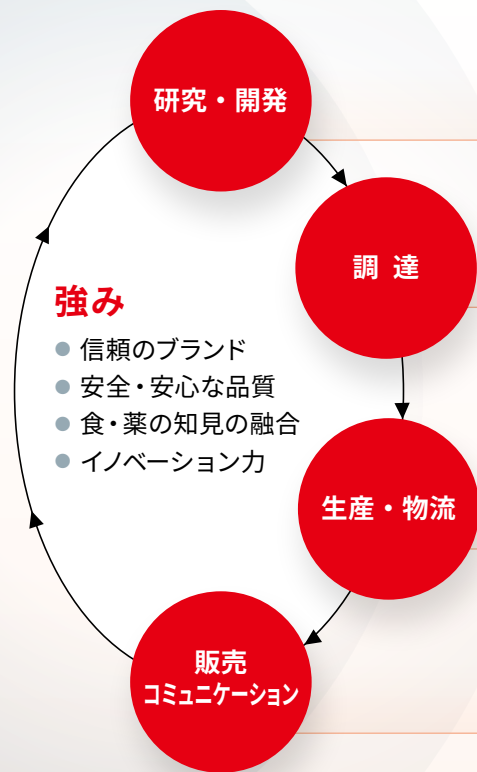 研究・開発
調 達
強み
● 信頼のブランド
● 安全・安心な品質
● 食・薬の知見の融合
● イノベーション力
生産・物流
販売
コミュニケーション